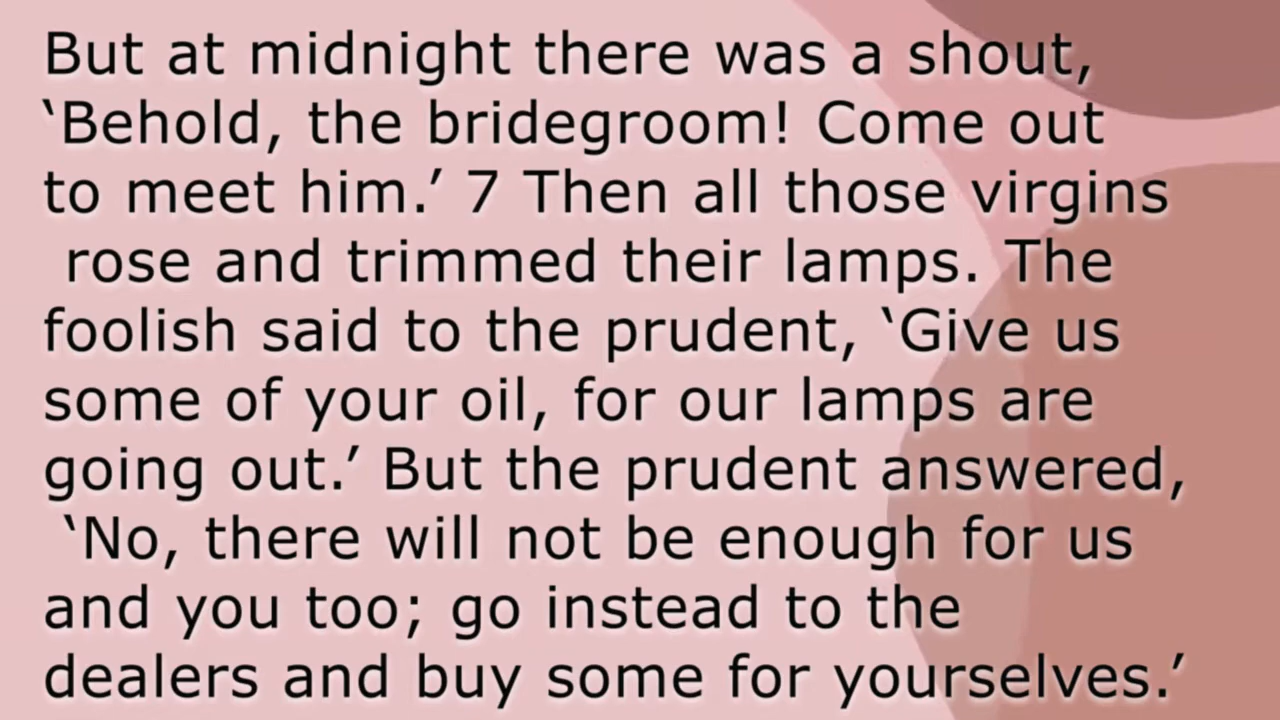 But at midnight there was a shout,
‘Behold, the bridegroom! Come out
to meet him.’ 7 Then all those virgins
rose and trimmed their lamps. The
foolish said to the prudent, ‘Give us
some of your oil, for our lamps are
going out.’ But the prudent answered,
‘No, there will not be enough for us
and you too; go instead to the
dealers and buy some for yourselves.’